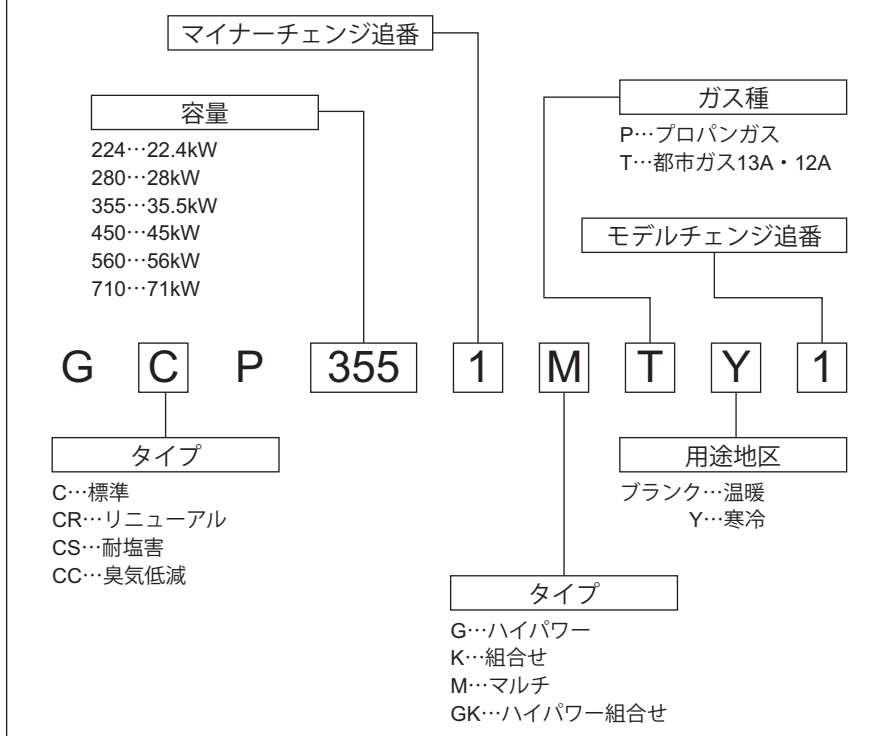 マイナーチェンジ追番
容量
224…22.4kW
280…28kW
355…35.5kW
450…45kW
560…56kW
710…71kW
ガス種
P…プロパンガス
T…都市ガス13A・12A
モデルチェンジ追番
G C P 355 1 M T Y 1
タイプ
C…標準
CR…リニューアル
CS…耐塩害
CC…臭気低減
用途地区
ブランク…温暖
Y…寒冷
タイプ
G…ハイパワー
K…組合せ
M…マルチ
GK…ハイパワー組合せ